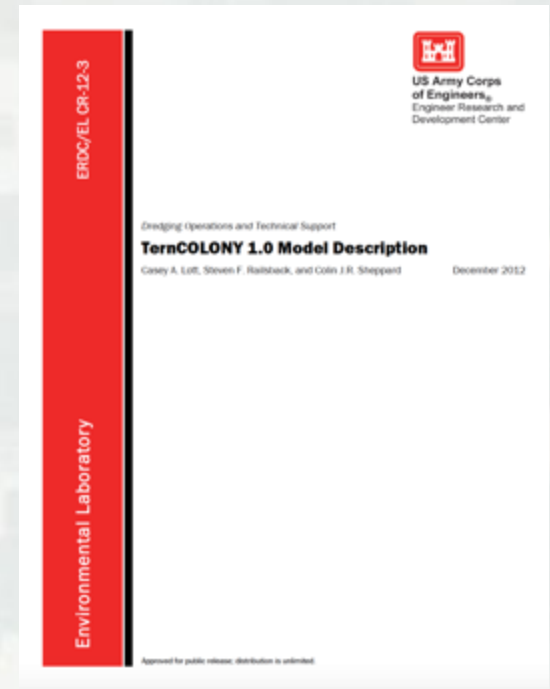 ERDC/EL CR-12-3
US Army Corps
of Engineers®
Engineer Research and
Development Center
Dredging Operations and Technical Support
TernCOLONY 1.0 Model Description
Casey A. Lott, Steven F. Railsback, and Colin J.R. Sheppard December 2012
Environmental Laboratory
Approved for public release; distribution is unlimited.